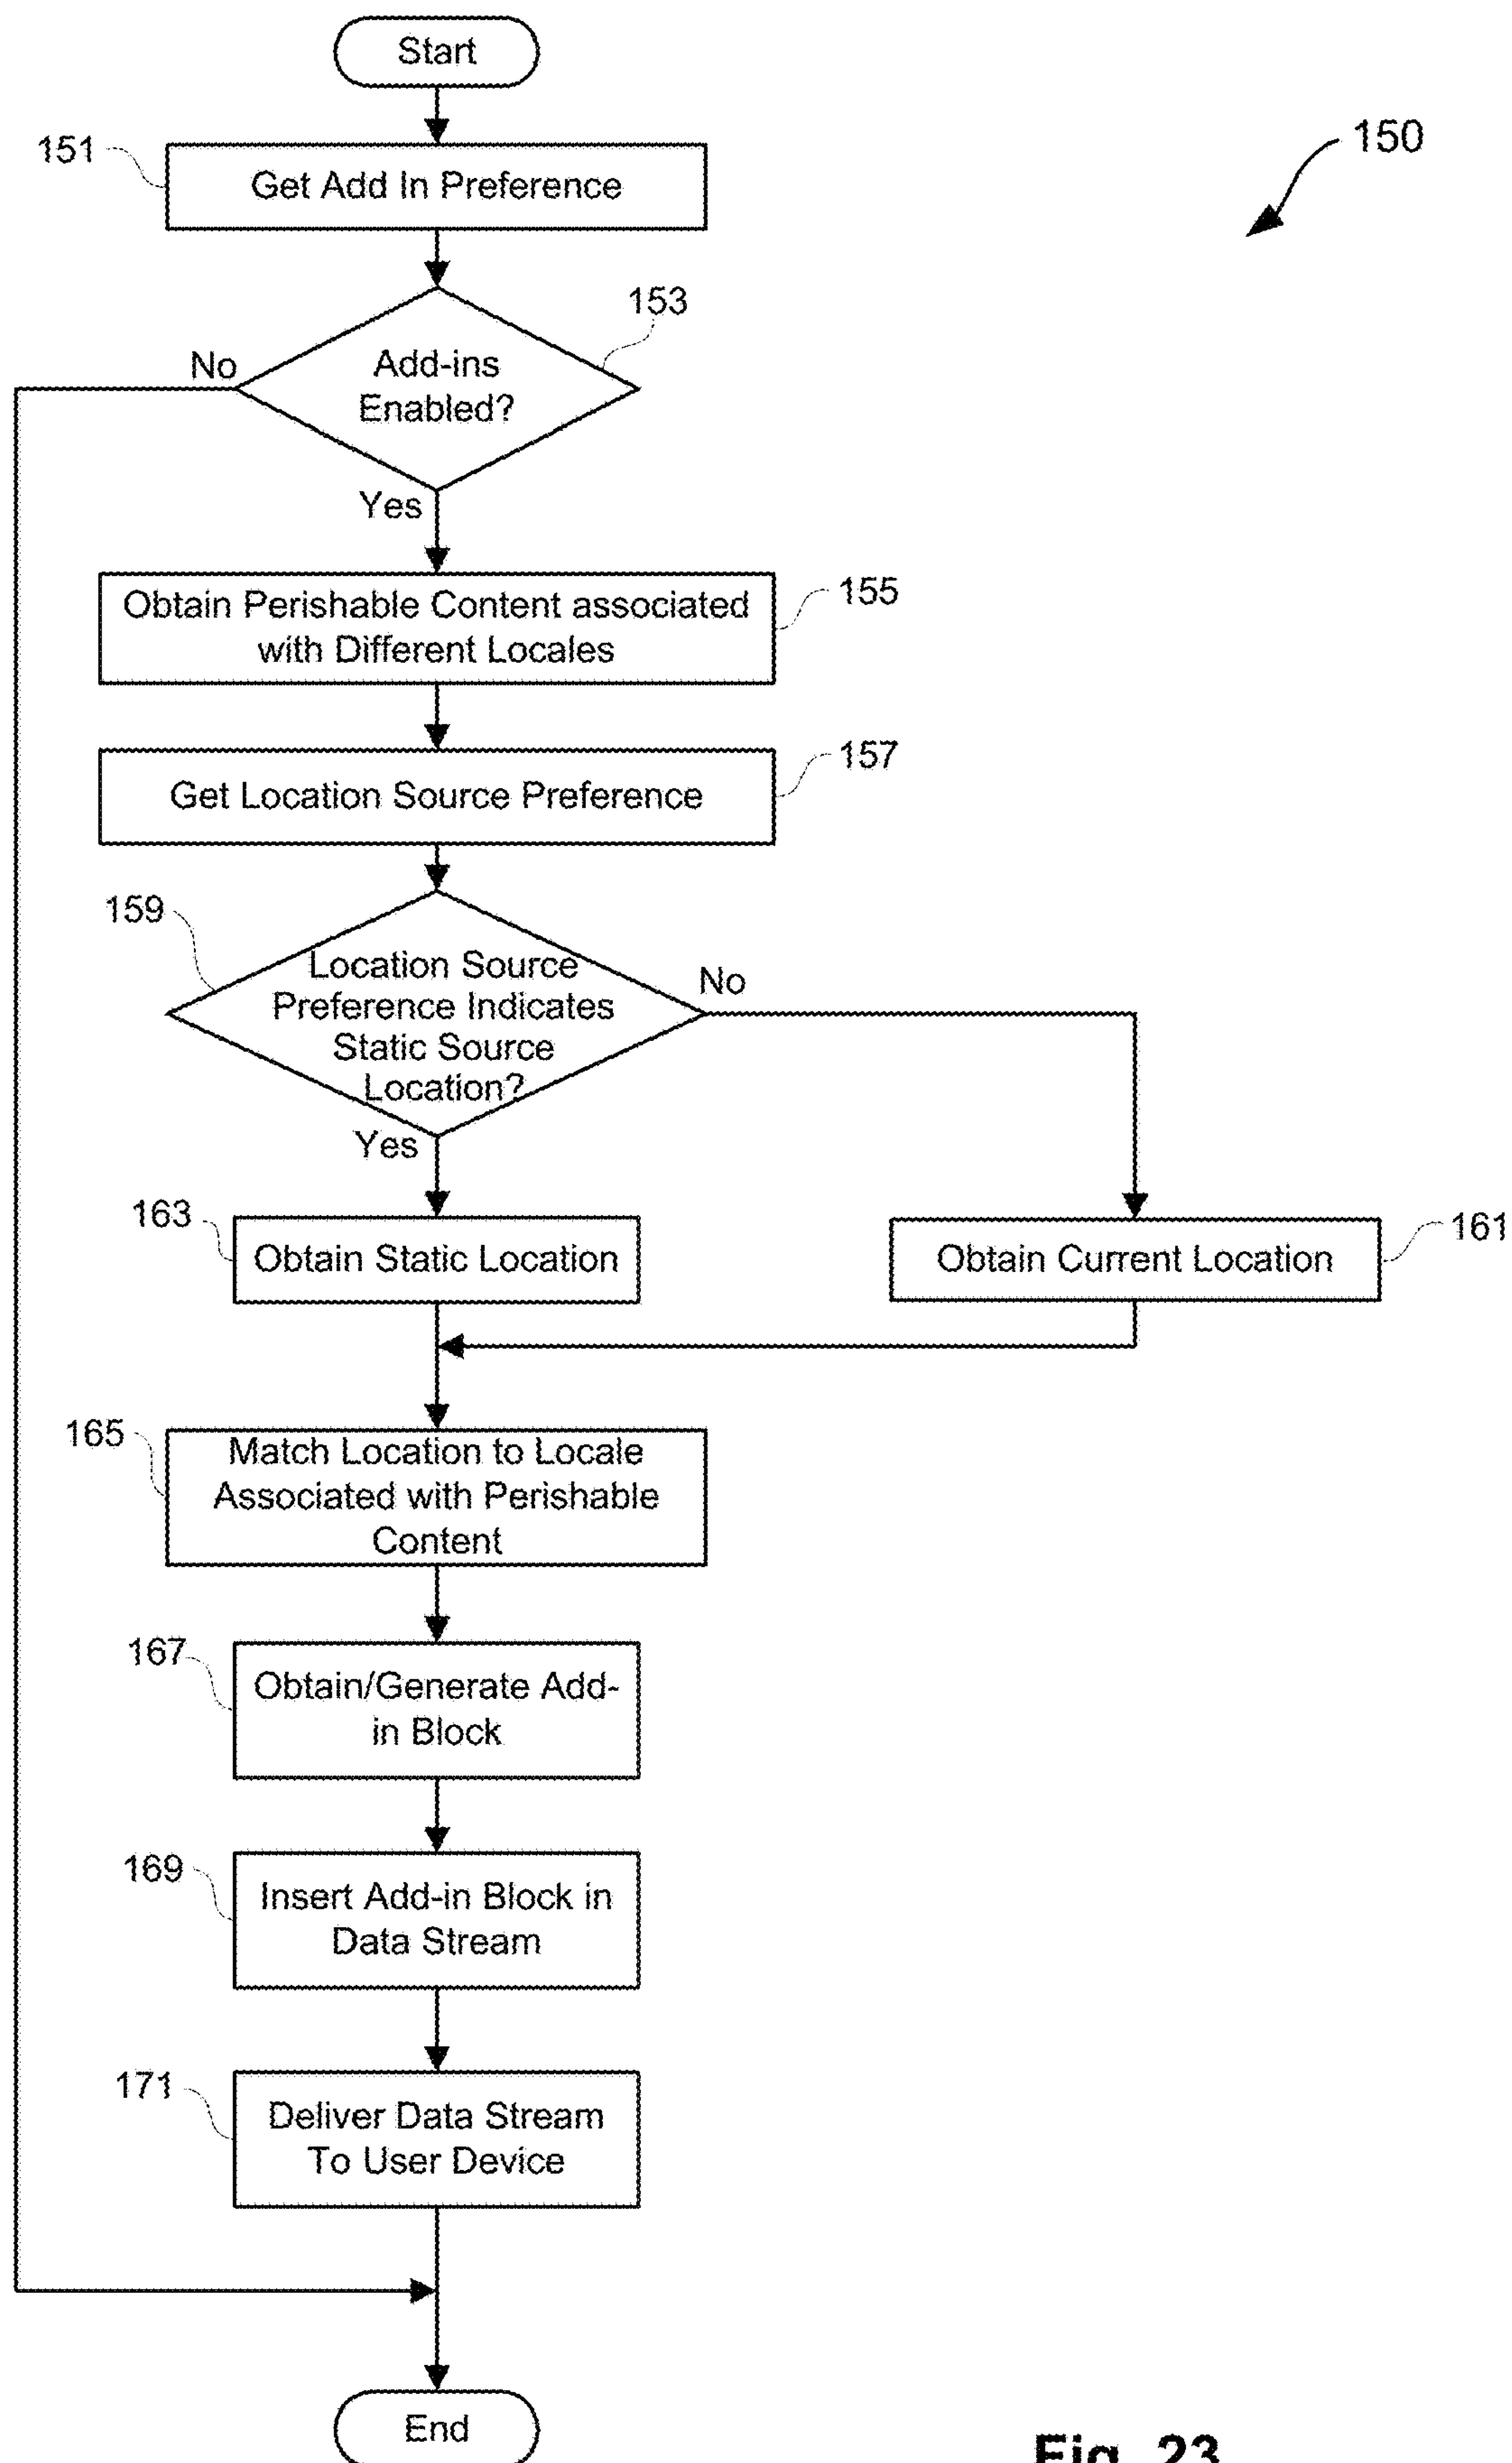 Start
150
151
Get Add In Preference
153
No
Add-ins
Enabled?
Yes
155
Obtain Perishable Content associated
with Different Locales
157
Get Location Source Preference
159
Location Source
Preference Indicates
Static Source
Location?
No
Yes
163
Obtain Static Location
161
Obtain Current Location
165
Match Location to Locale
Associated with Perishable
Content
167
Obtain/Generate Add-
in Block
169
Insert Add-in Block in
Data Stream
171
Deliver Data Stream
To User Device
End
Fig. 23